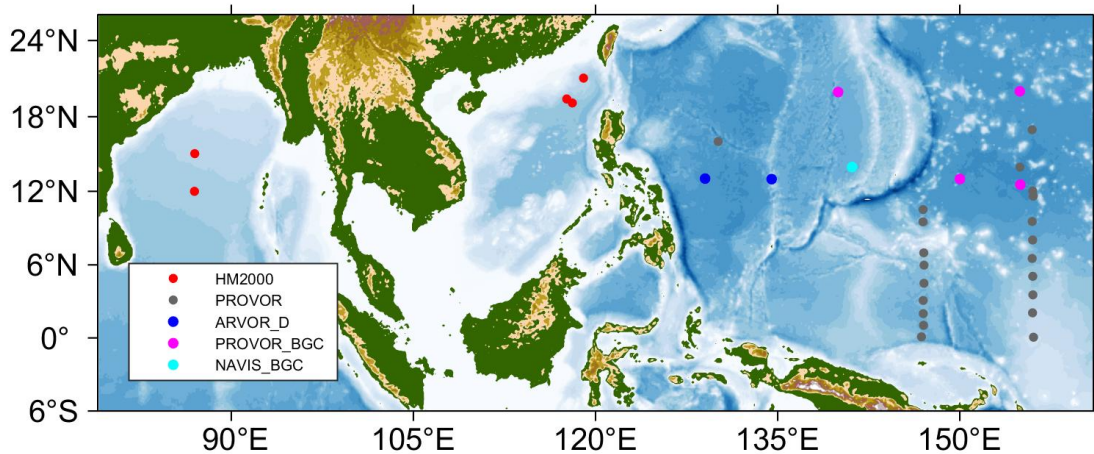 24°N
18°N
12°N
6°N
0°
6°S
HM2000
PROVOR
ARVOR_D
PROVOR_BGC
NAVIS_BGC
90°E 105°E 120°E 135°E 150°E